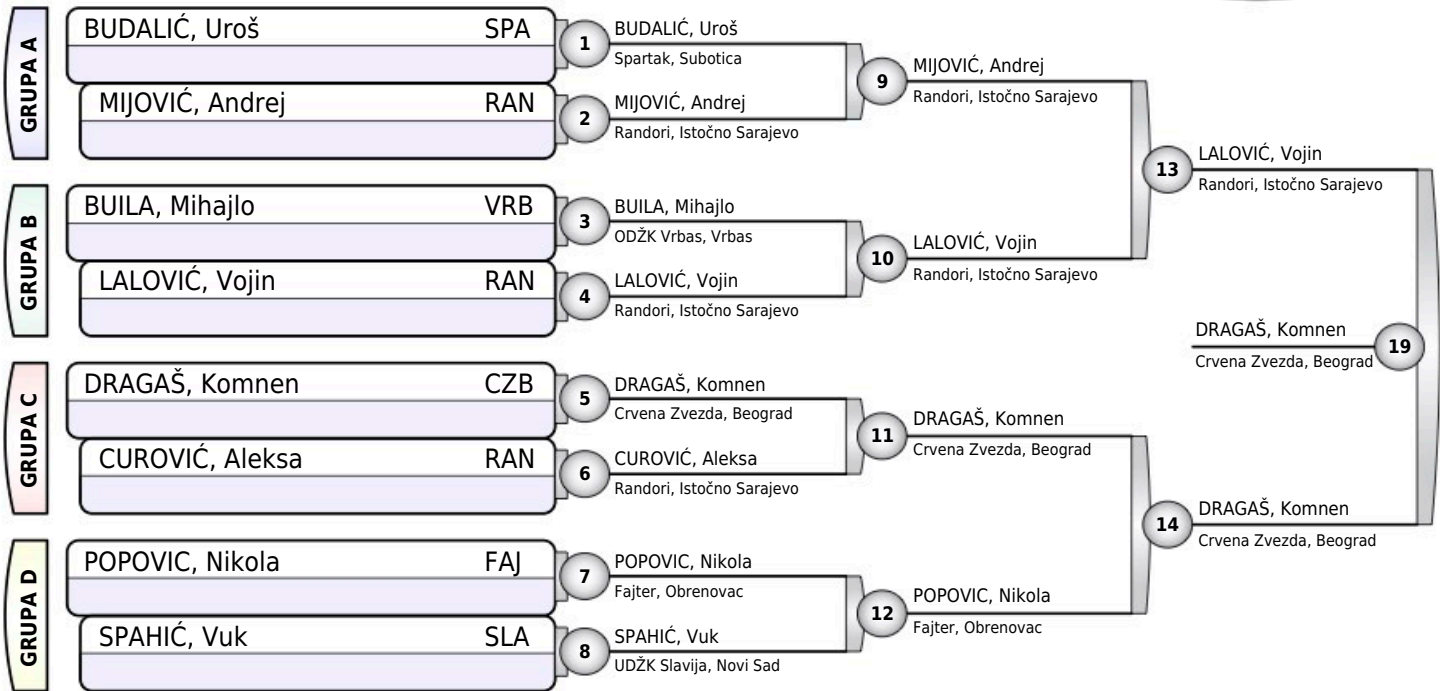 GRUPA A
BUDALIĆ, Uroš SPA
MIJOVIĆ, Andrej RAN
1
BUDALIĆ, Uroš
Spartak, Subotica
2
MIJOVIĆ, Andrej
Randori, Istočno Sarajevo
9
MIJOVIĆ, Andrej
Randori, Istočno Sarajevo
GRUPA B
BUILA, Mihajlo VRB
LALOVIĆ, Vojin RAN
3
BUILA, Mihajlo
ODŽK Vrbas, Vrbas
4
LALOVIĆ, Vojin
Randori, Istočno Sarajevo
10
LALOVIĆ, Vojin
Randori, Istočno Sarajevo
13
LALOVIĆ, Vojin
Randori, Istočno Sarajevo
GRUPA C
DRAGAŠ, Komnen CZB
CUROVIĆ, Aleksa RAN
5
DRAGAŠ, Komnen
Crvena Zvezda, Beograd
6
CUROVIĆ, Aleksa
Randori, Istočno Sarajevo
11
DRAGAŠ, Komnen
Crvena Zvezda, Beograd
GRUPA D
POPOVIC, Nikola FAJ
SPAHIĆ, Vuk SLA
7
POPOVIC, Nikola
Fajter, Obrenovac
8
SPAHIĆ, Vuk
UDŽK Slavija, Novi Sad
12
POPOVIC, Nikola
Fajter, Obrenovac
14
DRAGAŠ, Komnen
Crvena Zvezda, Beograd
DRAGAŠ, Komnen
Crvena Zvezda, Beograd
19